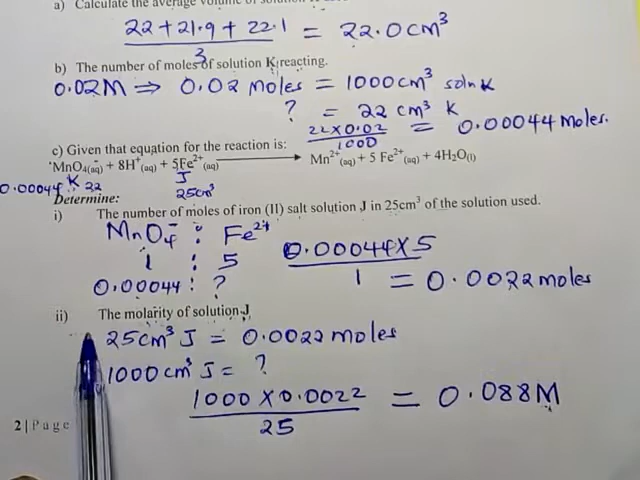 a) Calculate the average volume of solution
22 + 21.9 + 22.1 = 22.0cm³
3
b) The number of moles of solution K reacting.
0.02M ⇒ 0.02 moles = 1000cm³ soln K
? = 22 cm³ K
22 x 0.02 = 0.00044 moles.
1000
c) Given that equation for the reaction is:
MnO₄⁻(aq) + 8H⁺(aq) + 5Fe²⁺(aq) ⟶ Mn²⁺(aq) + 5 Fe²⁺(aq) + 4H₂O(l)
K J
0.00044 : 22 25cm³
Determine:
i) The number of moles of iron (II) salt solution J in 25cm³ of the solution used.
MnO₄⁻ : Fe²⁺
1 : 5
0.00044 : ?
0.00044 x 5 = 0.0022 moles
1
ii) The molarity of solution J
25cm³ J = 0.0022 moles
1000cm³ J = ?
1000 x 0.0022 = 0.088M
25
2 | Page